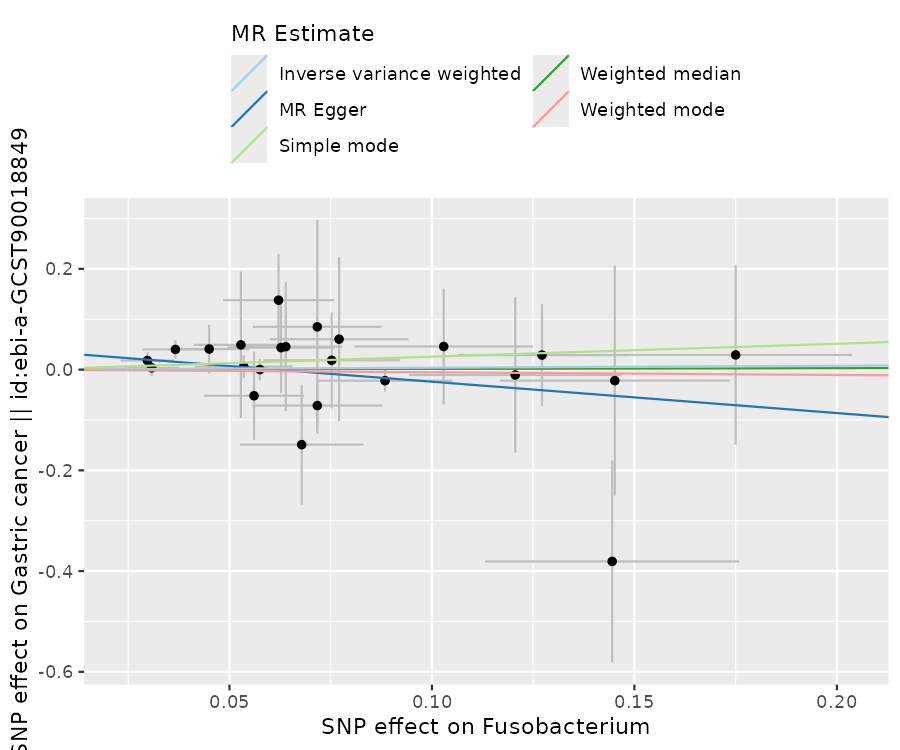 MR Estimate
Inverse variance weighted
Weighted median
MR Egger
Weighted mode
Simple mode
SNP effect on Gastric cancer || id:ebi-a-GCST90018849
0.2
0.0
-0.2
-0.4
-0.6
0.05
0.10
0.15
0.20
SNP effect on Fusobacterium